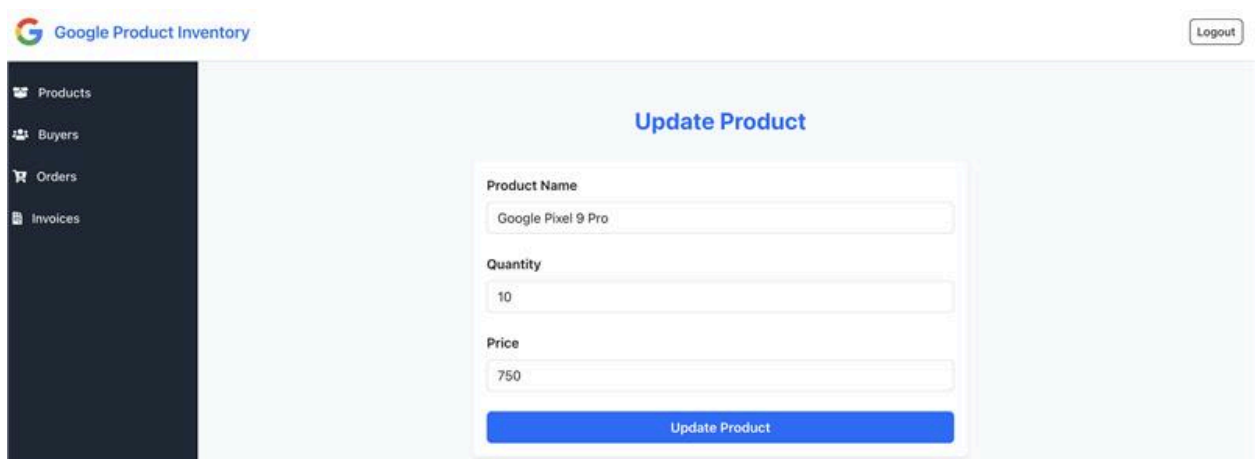 Google Product Inventory
Logout
Products
Buyers
Orders
Invoices
Update Product
Product Name
Google Pixel 9 Pro
Quantity
10
Price
750
Update Product